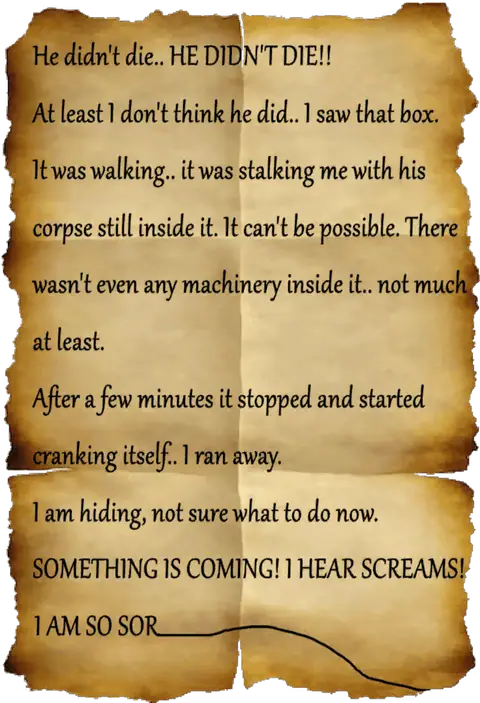 He didn't die.. HE DIDN'T DIE!!
At least I don't think he did.. I saw that box.
It was walking.. it was stalking me with his
corpse still inside it. It can't be possible. There
wasn't even any machinery inside it.. not much
at least.
After a few minutes it stopped and started
cranking itself.. I ran away.
I am hiding, not sure what to do now.
SOMETHING IS COMING! I HEAR SCREAMS!
I AM SO SOR